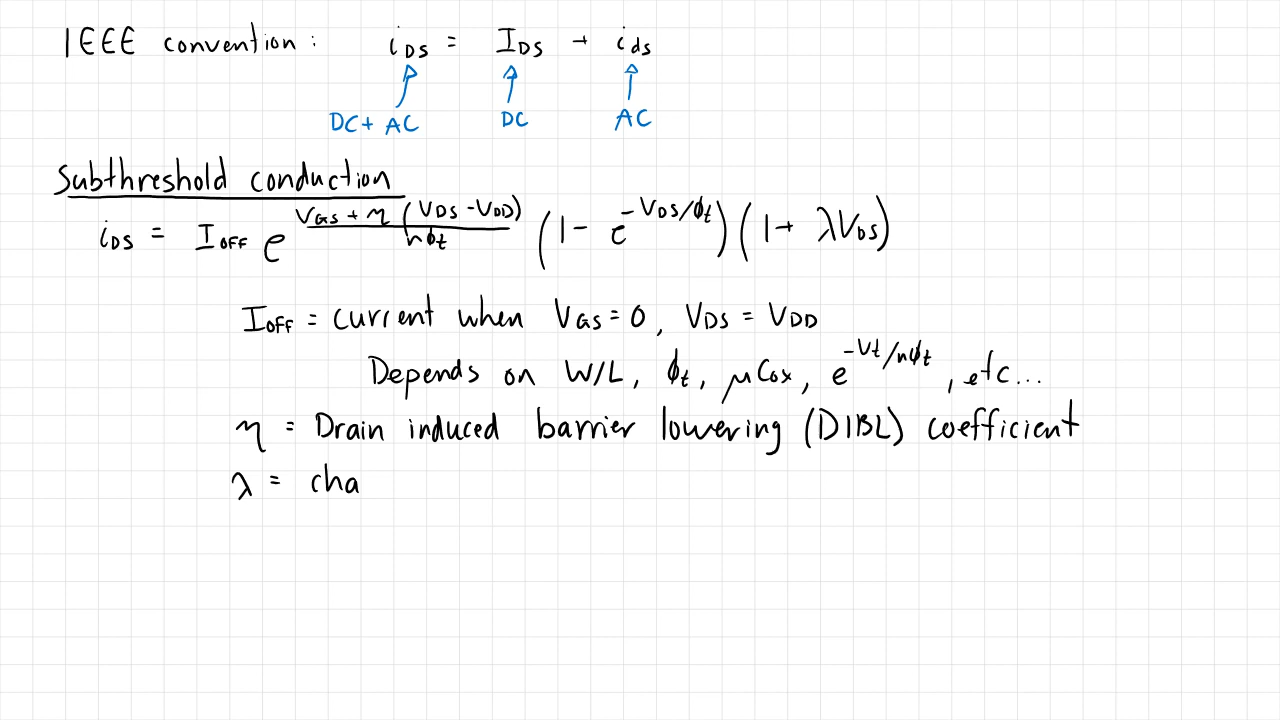 IEEE convention: i_DS = I_DS + i_ds
DC + AC DC AC
Subthreshold conduction
i_DS = I_OFF e^((V_GS + η (V_DS - V_DD)) / nϕ_t) (1 - e^(-V_DS/ϕ_t)) (1 + λV_DS)
I_OFF = current when V_GS = 0, V_DS = V_DD
Depends on W/L, ϕ_t, μCox, e^(-Vt/nϕ_t), etc...
η = Drain induced barrier lowering (DIBL) coefficient
λ = cha